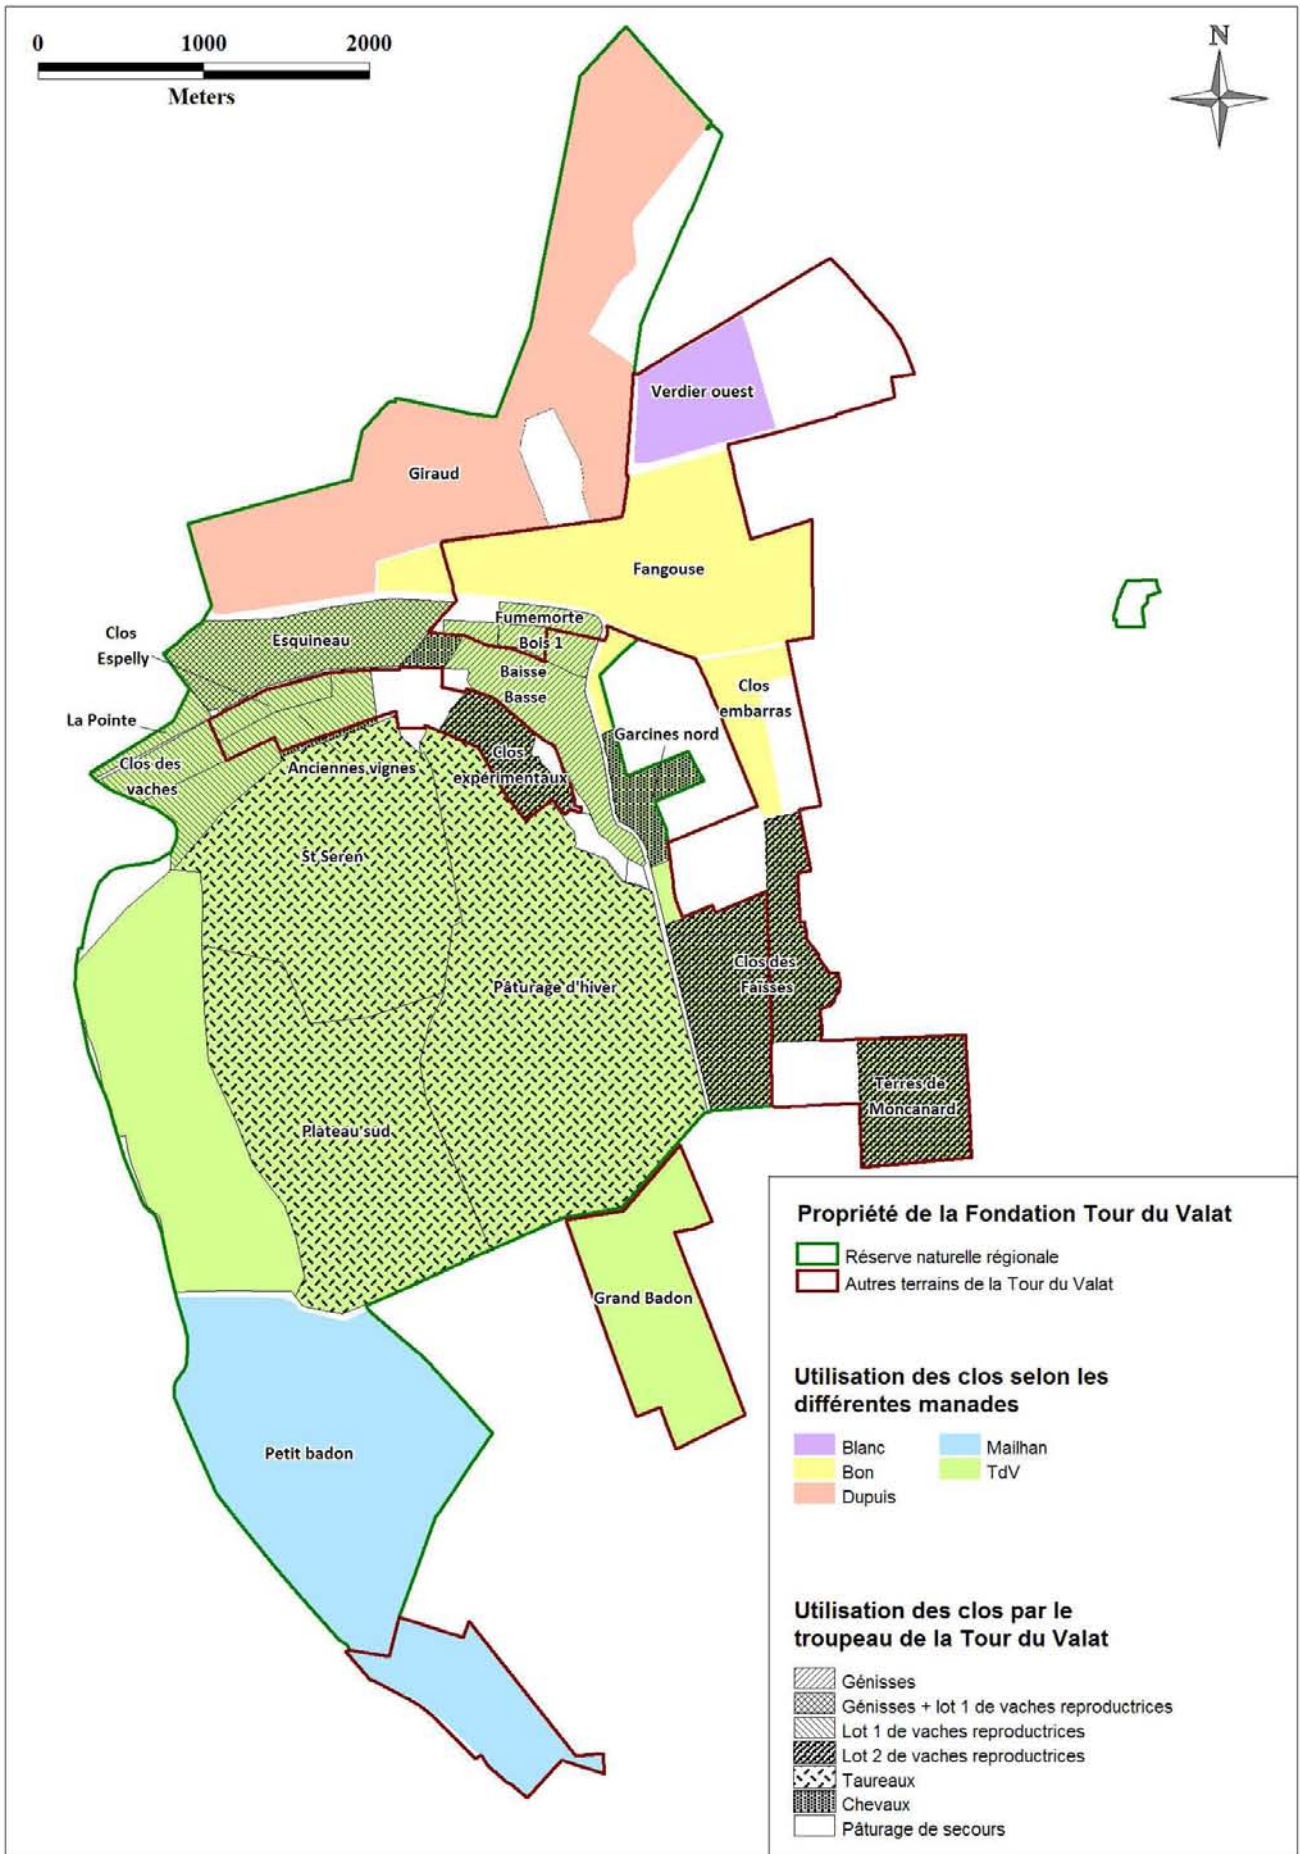 0 1000 2000
Meters
N
Verdier ouest
Giraud
Fangouse
Clos
Espelly
Esquineau
Fumemorte
Bois 1
Baisse
Basse
Clos
embarras
La Pointe
Garcines nord
Clos des
vaches
Anciennes vignes
Clos
expérimentaux
St Seren
Pâturage d'hiver
Clos des
Faïsses
Terres de
Moncanard
Plateau sud
Grand Badon
Petit badon
Propriété de la Fondation Tour du Valat
Réserve naturelle régionale
Autres terrains de la Tour du Valat
Utilisation des clos selon les
différentes manades
Blanc Mailhan
Bon TdV
Dupuis
Utilisation des clos par le
troupeau de la Tour du Valat
Génisses
Génisses + lot 1 de vaches reproductrices
Lot 1 de vaches reproductrices
Lot 2 de vaches reproductrices
Taureaux
Chevaux
Pâturage de secours